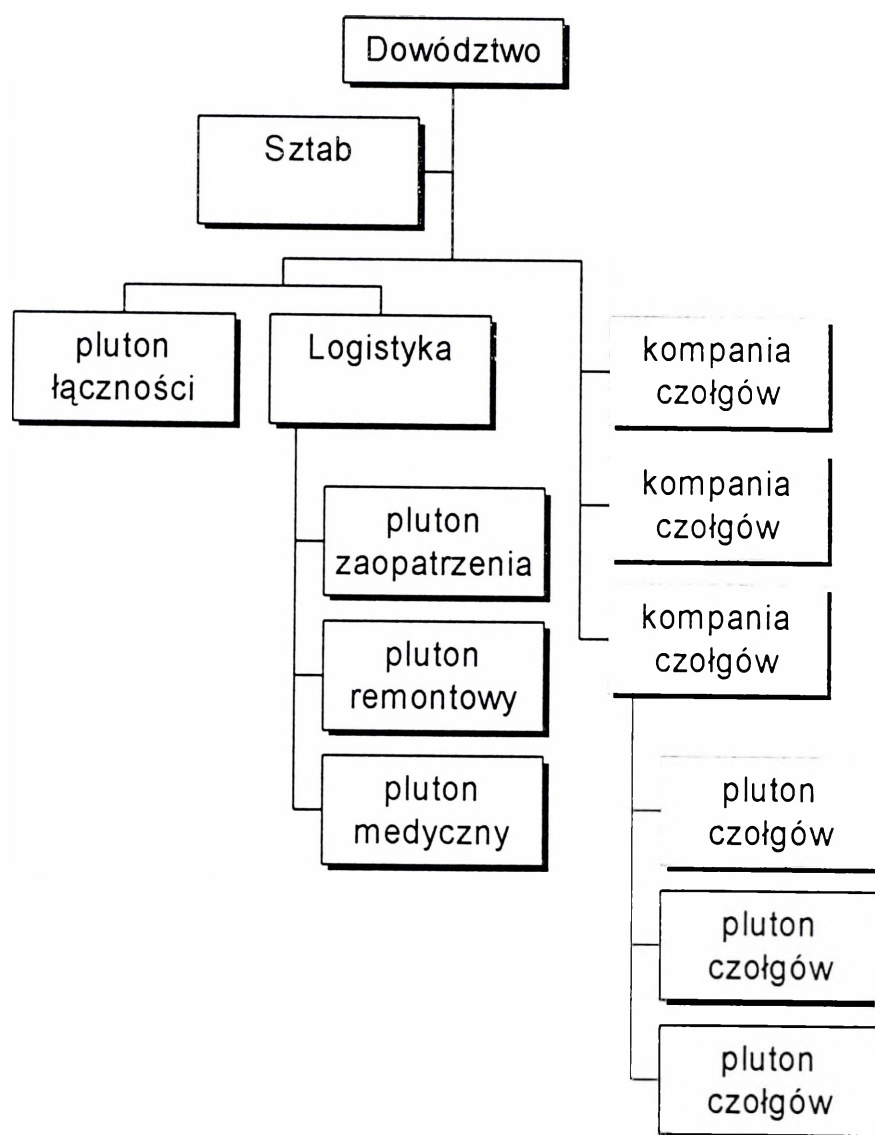 Dowództwo
Sztab
pluton
łączności
Logistyka
kompania
czołgów
kompania
czołgów
kompania
czołgów
pluton
zaopatrzenia
pluton
remontowy
pluton
medyczny
pluton
czołgów
pluton
czołgów
pluton
czołgów